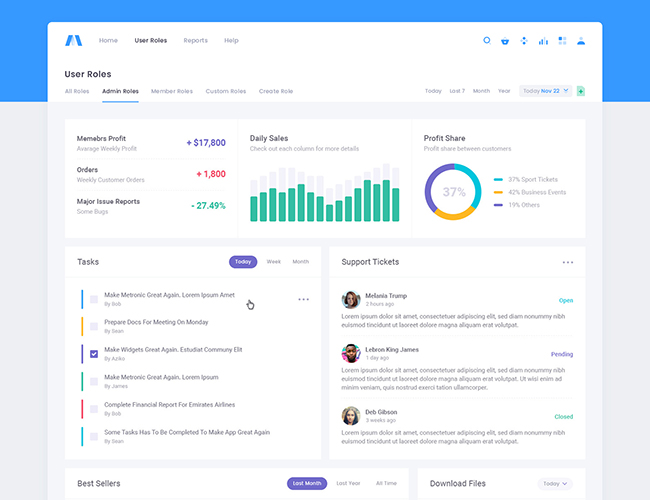 Home User Roles Reports Help
User Roles
All Roles Admin Roles Member Roles Custom Roles Create Role
Today Last 7 Month Year Today Nov 22
Memebrs Profit
Avarage Weekly Profit
+ $17,800
Orders
Weekly Customer Orders
+ 1,800
Major Issue Reports
Some Bugs
- 27.49%
Daily Sales
Check out each column for more details
Profit Share
Profit share between customers
37%
37% Sport Tickets
42% Business Events
19% Others
Tasks
Today Week Month
Make Metronic Great Again. Lorem Ipsum Amet
By Bob
Prepare Docs For Meeting On Monday
By Sean
Make Widgets Great Again. Estudiat Communy Elit
By Aziko
Make Metronic Great Again. Lorem Ipsum
By James
Complete Financial Report For Emirates Airlines
By Bob
Some Tasks Has To Be Completed To Make App Great Again
By Sean
Support Tickets
Melania Trump
2 hours ago
Open
Lorem ipsum dolor sit amet, consectetuer adipiscing elit, sed diam nonummy
nibh euismod tincidunt ut laoreet dolore magna aliquam erat volutpat.
Lebron King James
1 day ago
Pending
Lorem ipsum dolor sit amet, consectetuer adipiscing elit, sed diam nonummy
nibh euismod tincidunt ut laoreet dolore magna aliquam erat volutpat. Ut wisi enim ad
minim veniam, quis nostrud exerci tation ullamcorper.
Deb Gibson
3 weeks ago
Closed
Lorem ipsum dolor sit amet, consectetuer adipiscing elit, sed diam nonummy
nibh euismod tincidunt ut laoreet dolore magna aliquam erat volutpat.
Best Sellers
Last Month Last Year All Time
Download Files
Today